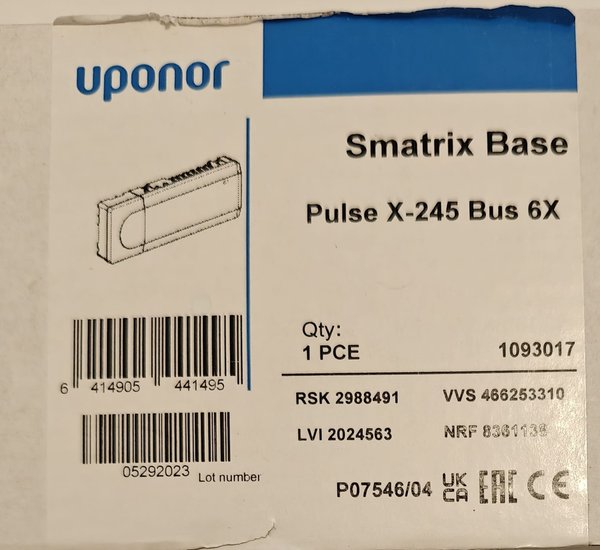 uponor
Smatrix Base
Pulse X-245 Bus 6X
Qty:
1 PCE 1093017
6 414905 441495
RSK 2988491 VVS 466253310
LVI 2024563 NRF 8361138
05292023
Lot number
P07546/04 UK CA EAC CE